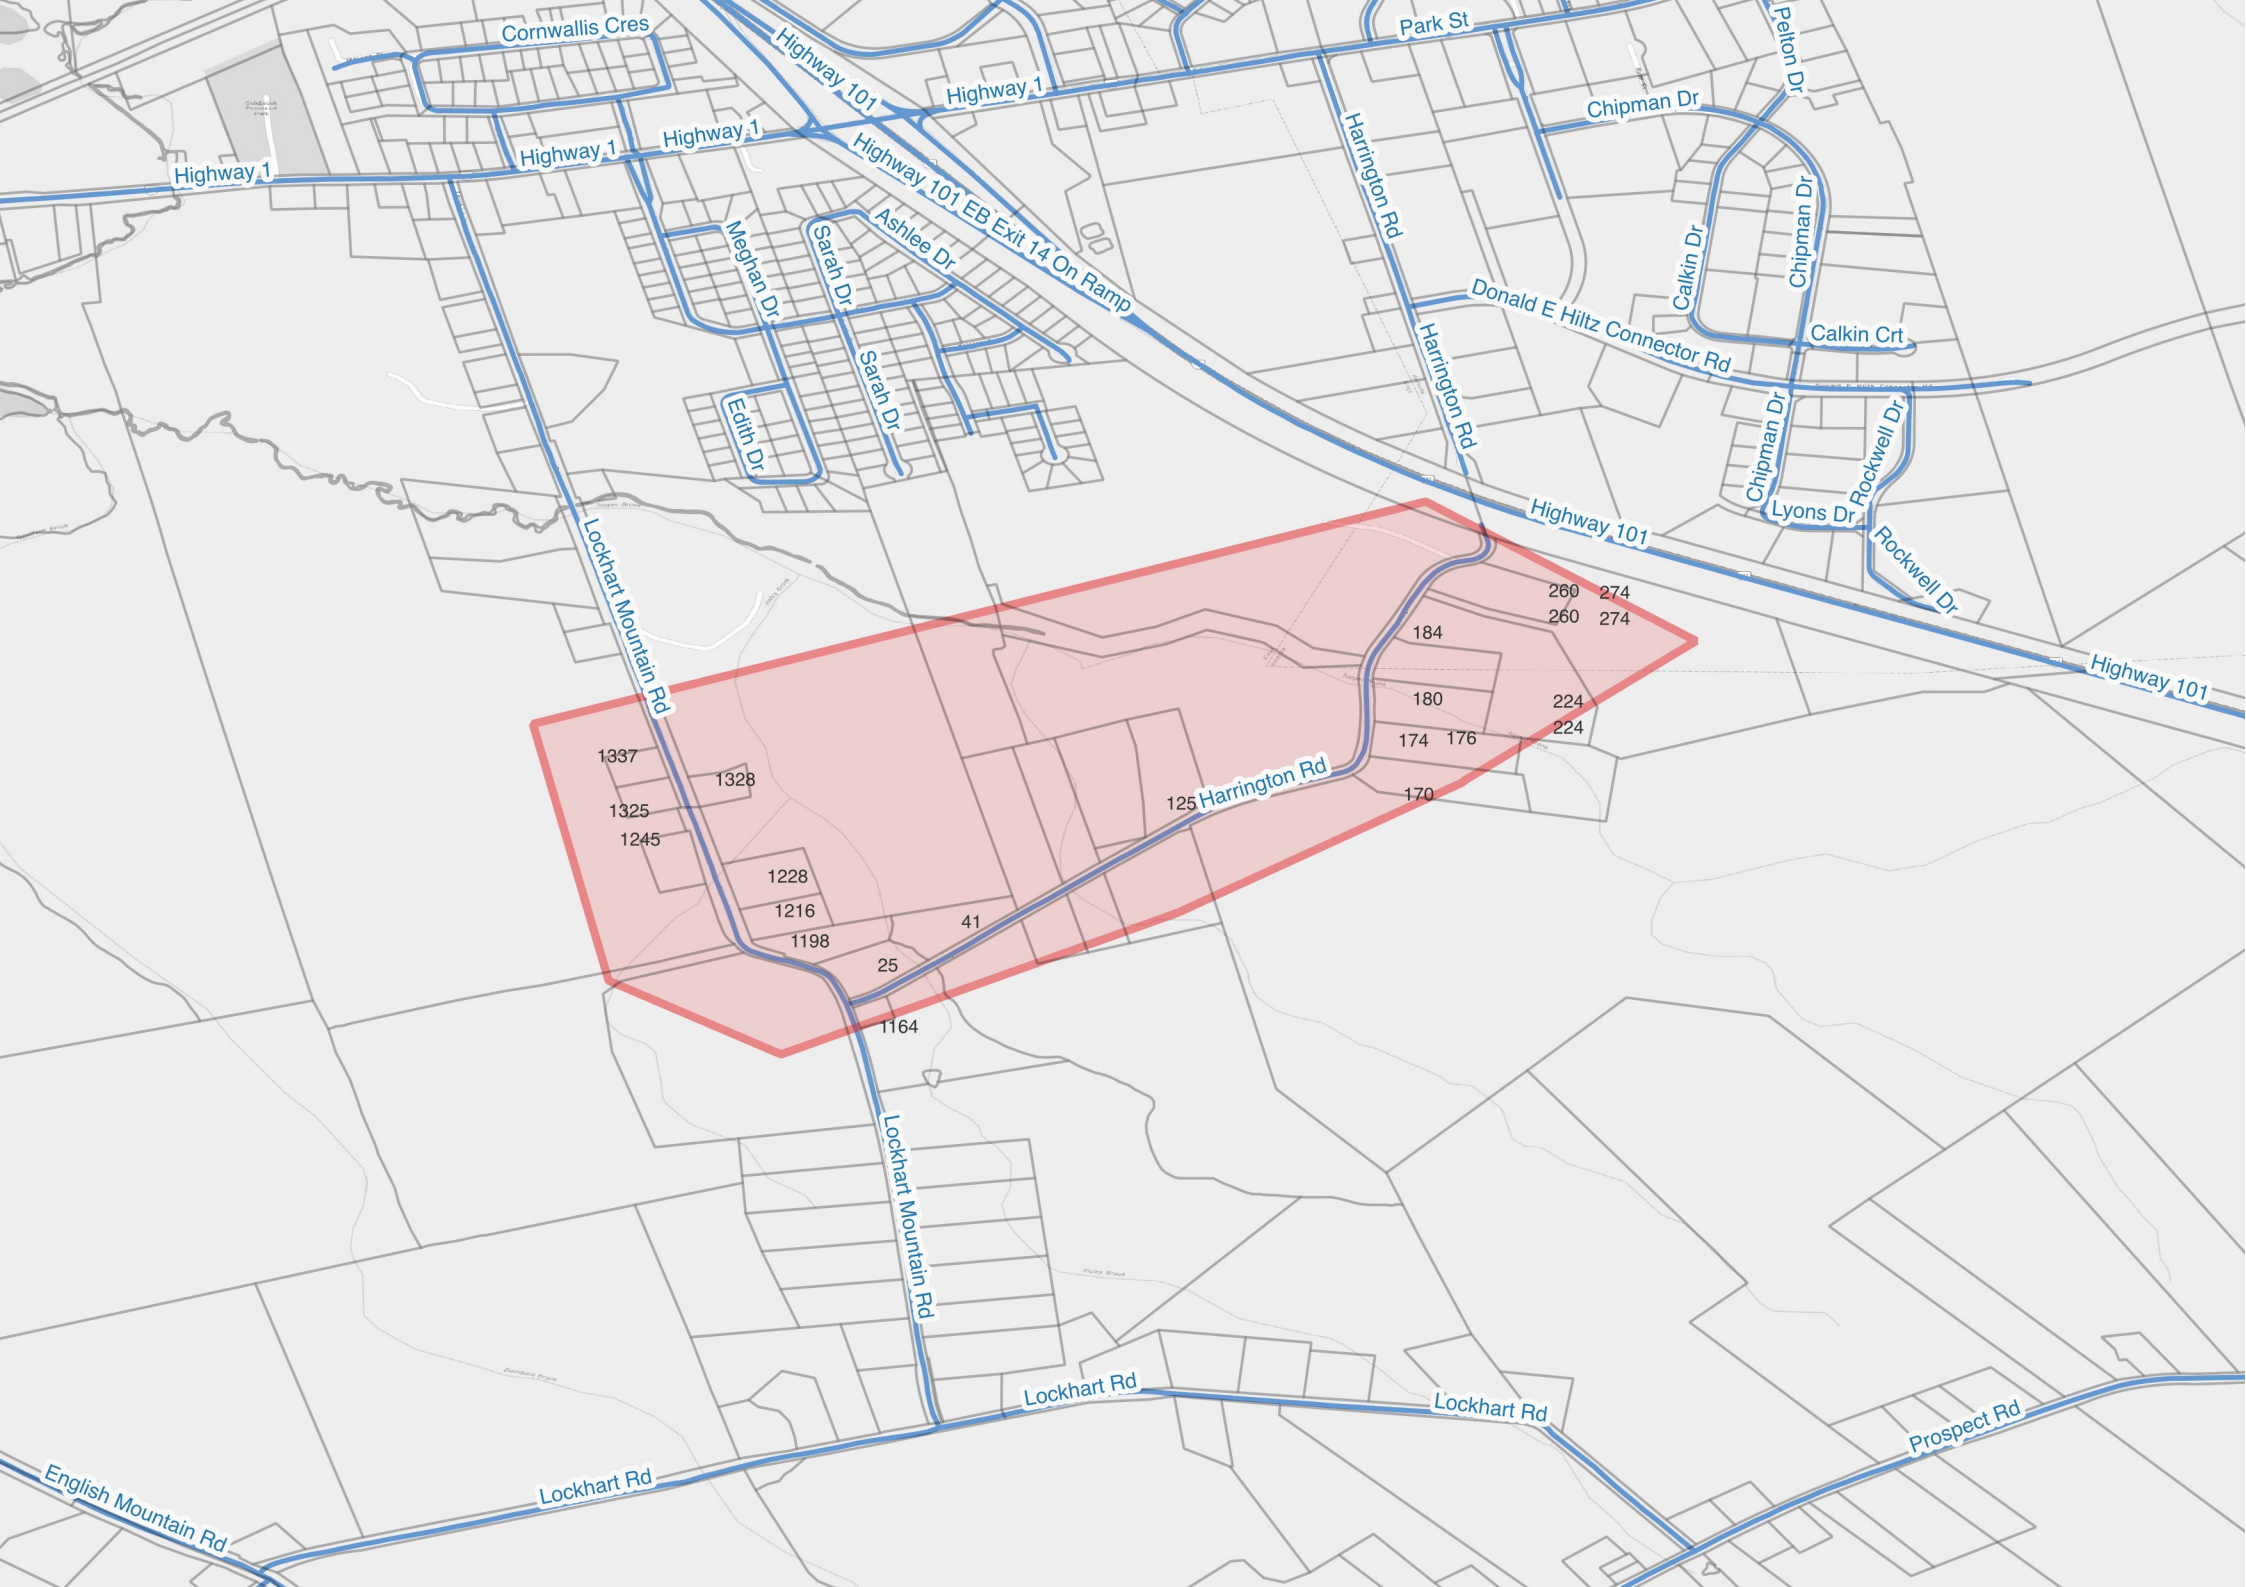 Cornwallis Cres
Park St
Pelton Dr
Highway 101
Highway 1
Chipman Dr
Highway 1
Highway 1
Highway 1
Harrington Rd
Highway 101 EB Exit 14 On Ramp
Meghan Dr
Sarah Dr
Ashlee Dr
Calkin Dr
Chipman Dr
Donald E Hiltz Connector Rd
Calkin Crt
Harrington Rd
Sarah Dr
Edith Dr
Chipman Dr
Rockwell Dr
Lyons Dr
Highway 101
Rockwell Dr
Lockhart Mountain Rd
260
274
260
274
184
Highway 101
180
224
224
174
176
1337
1328
Harrington Rd
170
125
1325
1245
1228
1216
41
1198
25
1164
Lockhart Mountain Rd
Lockhart Rd
Lockhart Rd
Prospect Rd
Lockhart Rd
English Mountain Rd